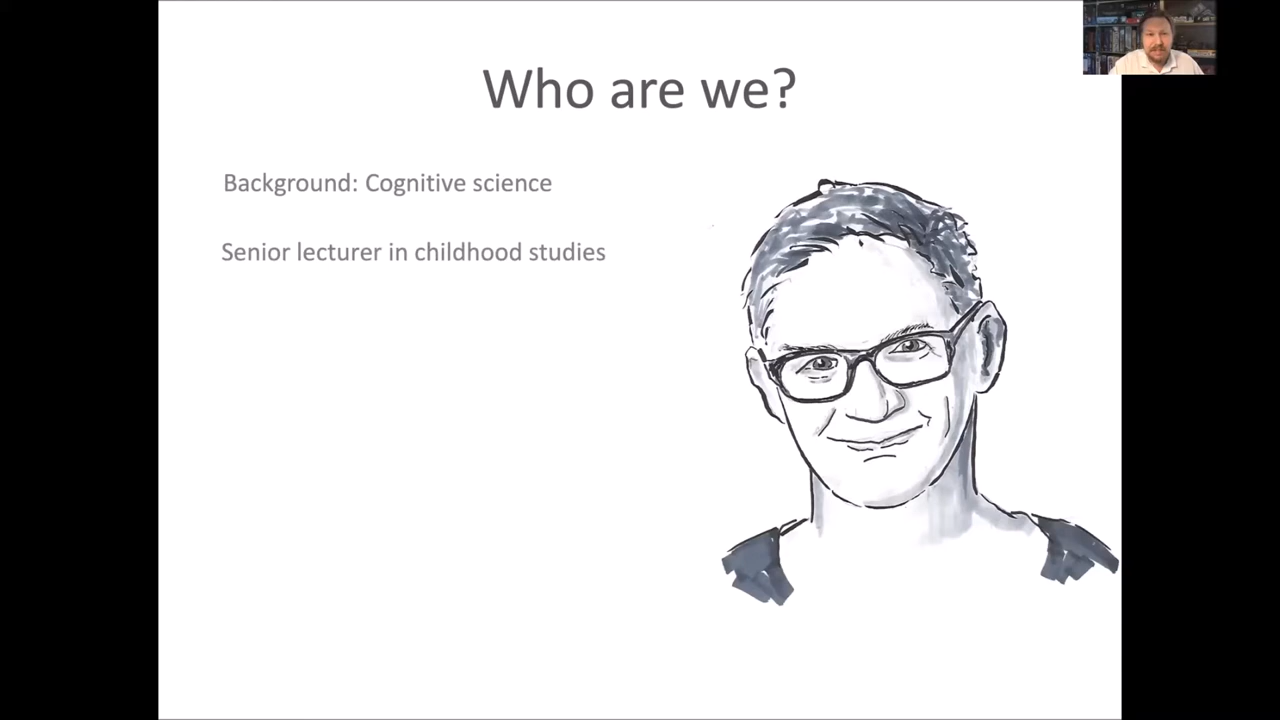 Who are we?
Background: Cognitive science
Senior lecturer in childhood studies